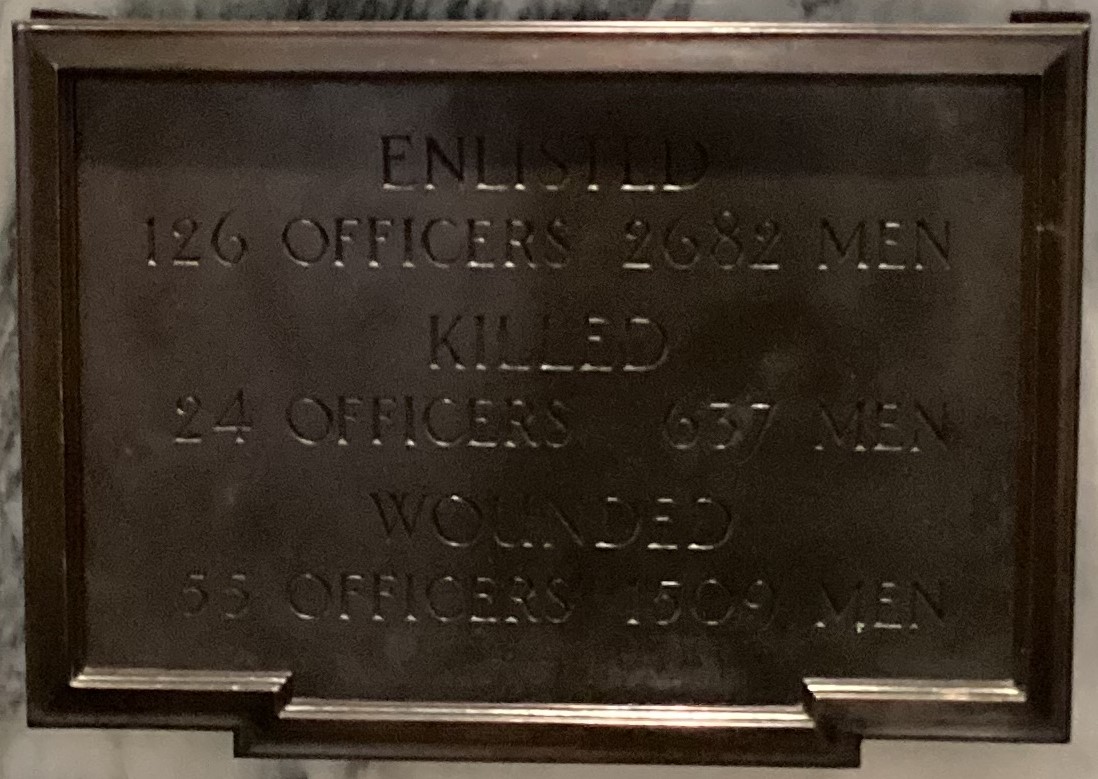 ENLISTED
126 OFFICERS 2682 MEN
KILLED
24 OFFICERS 637 MEN
WOUNDED
55 OFFICERS 1509 MEN